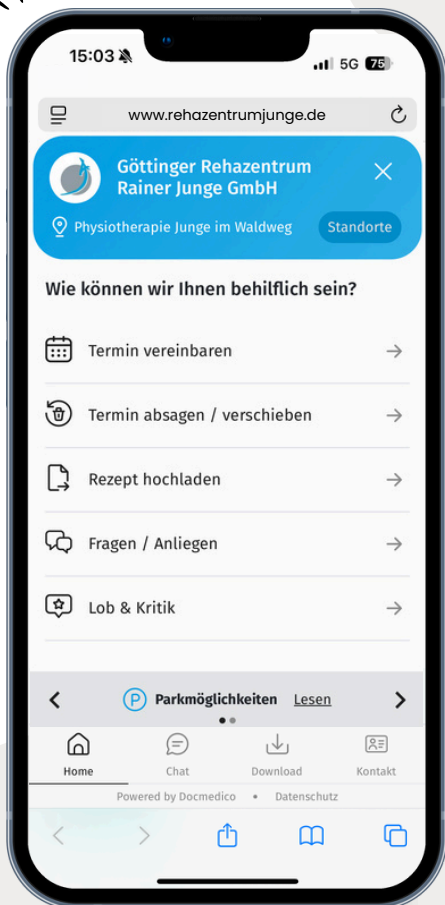 15:03
5G 75
www.rehazentrumjunge.de
Göttinger Rehazentrum
Rainer Junge GmbH
Physiotherapie Junge im Waldweg
Standorte
Wie können wir Ihnen behilflich sein?
Termin vereinbaren
Termin absagen / verschieben
Rezept hochladen
Fragen / Anliegen
Lob & Kritik
P Parkmöglichkeiten Lesen
Home
Chat
Download
Kontakt
Powered by Docmedico • Datenschutz